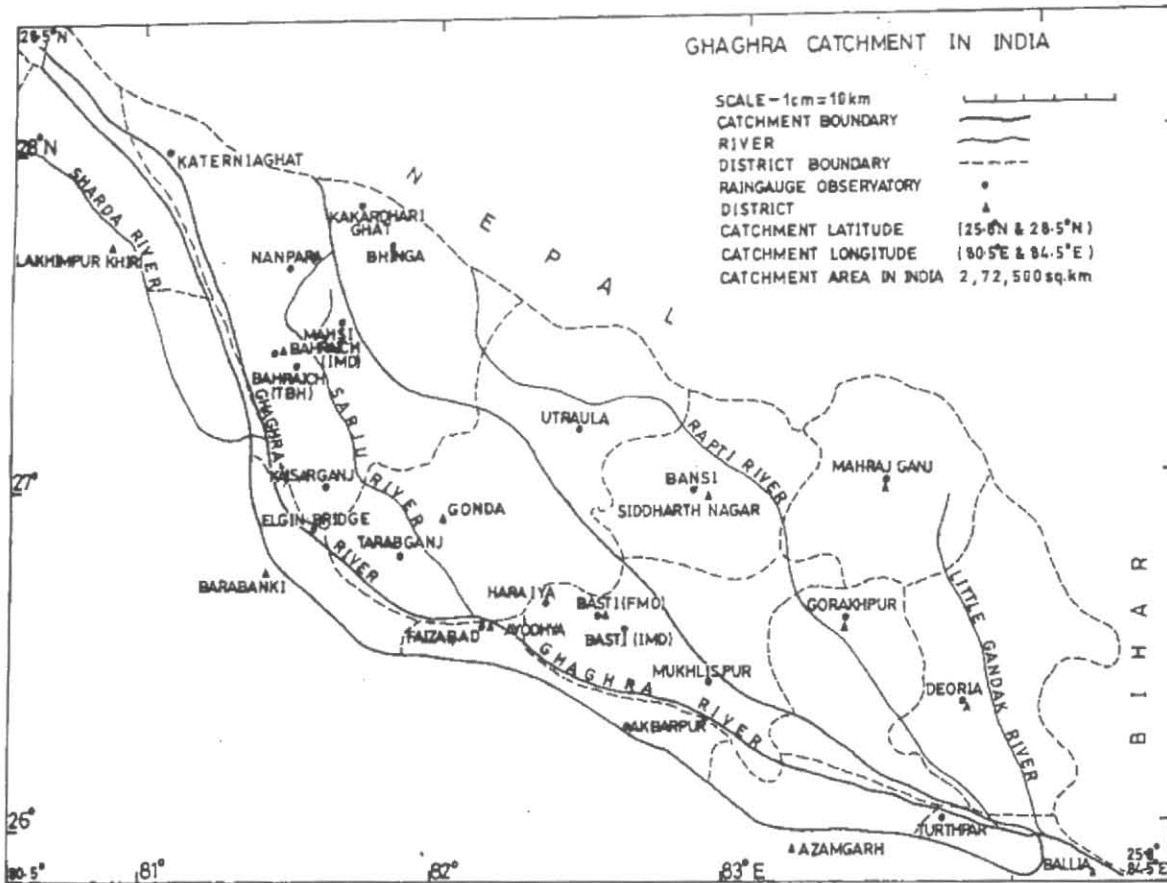 28.5°N
GHAGHRA CATCHMENT IN INDIA
SCALE-1cm=10km
CATCHMENT BOUNDARY
RIVER
DISTRICT BOUNDARY
RAINGAUGE OBSERVATORY
DISTRICT
CATCHMENT LATITUDE (25.8°N & 28.5°N)
CATCHMENT LONGITUDE (80.5°E & 84.5°E)
CATCHMENT AREA IN INDIA 2,72,500 sq.km
28°N
KATERNIAGHAT
SHARDA RIVER
NEPAL
KAKARDHARI
GHAT
LAKHIMPUR KHIRI
NANPARA
BHINGA
MAHSI
BAHRAICH
(IMD)
BAHRAICH
(TBH)
GHAGHRA
RIVER
SARJU RIVER
UTRAULA
RAPTI RIVER
27°
KAISARGANJ
BANSI
MAHRAJ GANJ
SIDDHARTH NAGAR
GONDA
ELGIN BRIDGE
TARABGANJ
BARABANKI
HARAIYA
BASTI (FMO)
GORAKHPUR
LITTLE GANDAK RIVER
BIHAR
FAIZABAD
AYODHYA
BASTI (IMD)
GHAGHRA RIVER
MUKHLISPUR
DEORIA
AKBARPUR
26°
TURTHPAR
AZAMGARH
BALLIA
25.8°
84.5°E
80.5°
81°
82°
83°E